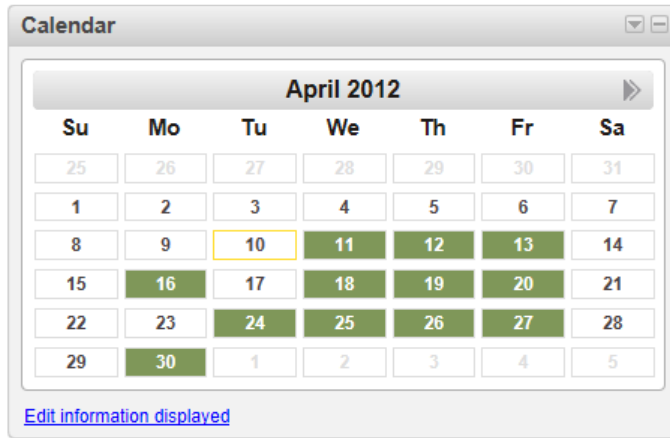 Calendar
April 2012
Su Mo Tu We Th Fr Sa
25 26 27 28 29 30 31
1 2 3 4 5 6 7
8 9 10 11 12 13 14
15 16 17 18 19 20 21
22 23 24 25 26 27 28
29 30 1 2 3 4 5
Edit information displayed